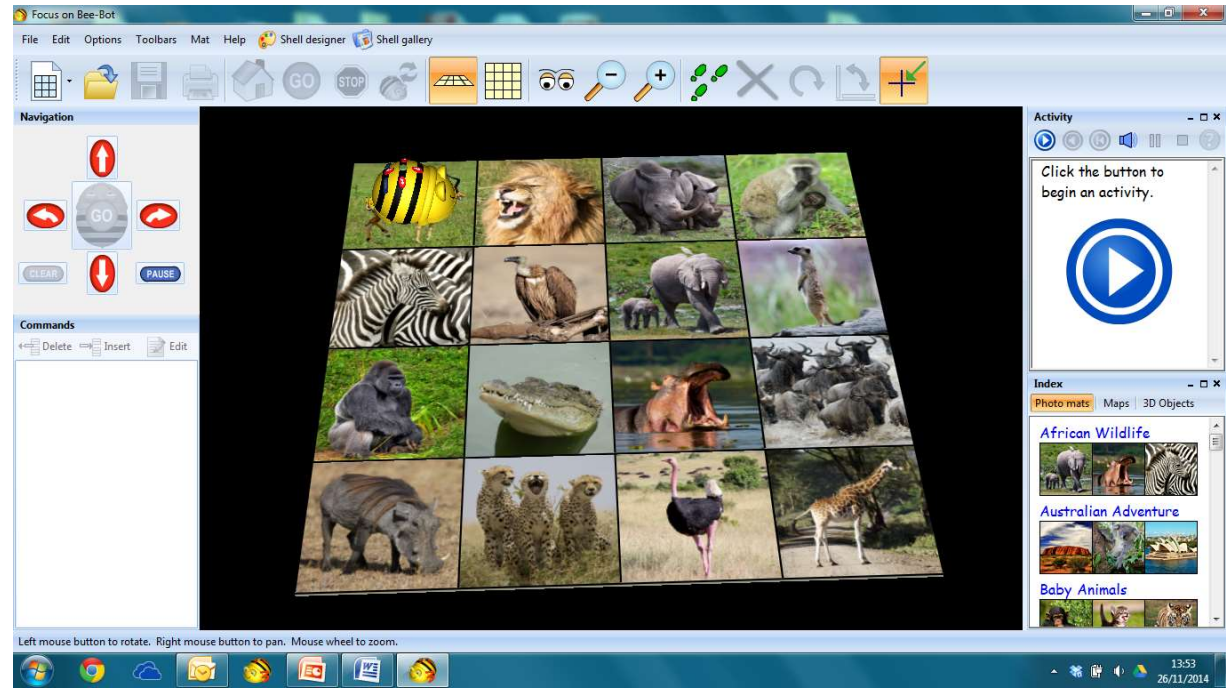 Focus on Bee-Bot
File Edit Options Toolbars Mat Help Shell designer Shell gallery
GO STOP
Navigation
GO
CLEAR PAUSE
Commands
Delete Insert Edit
Activity
Click the button to
begin an activity.
Index
Photo mats Maps 3D Objects
African Wildlife
Australian Adventure
Baby Animals
Left mouse button to rotate. Right mouse button to pan. Mouse wheel to zoom.
13:53
26/11/2014